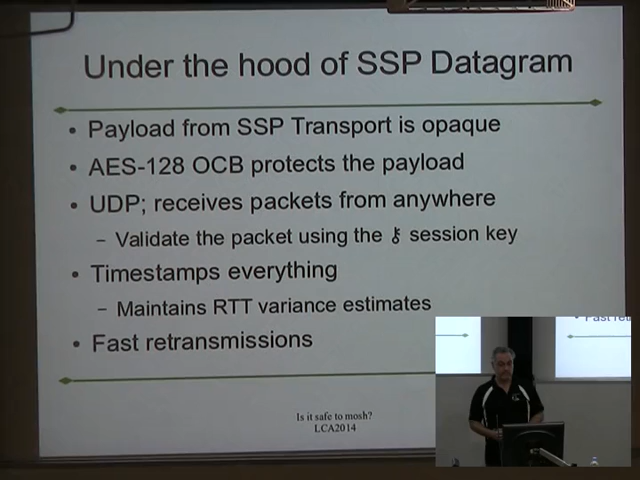 Under the hood of SSP Datagram
• Payload from SSP Transport is opaque
• AES-128 OCB protects the payload
• UDP; receives packets from anywhere
– Validate the packet using the ⚷ session key
• Timestamps everything
– Maintains RTT variance estimates
• Fast retransmissions
Is it safe to mosh?
LCA2014